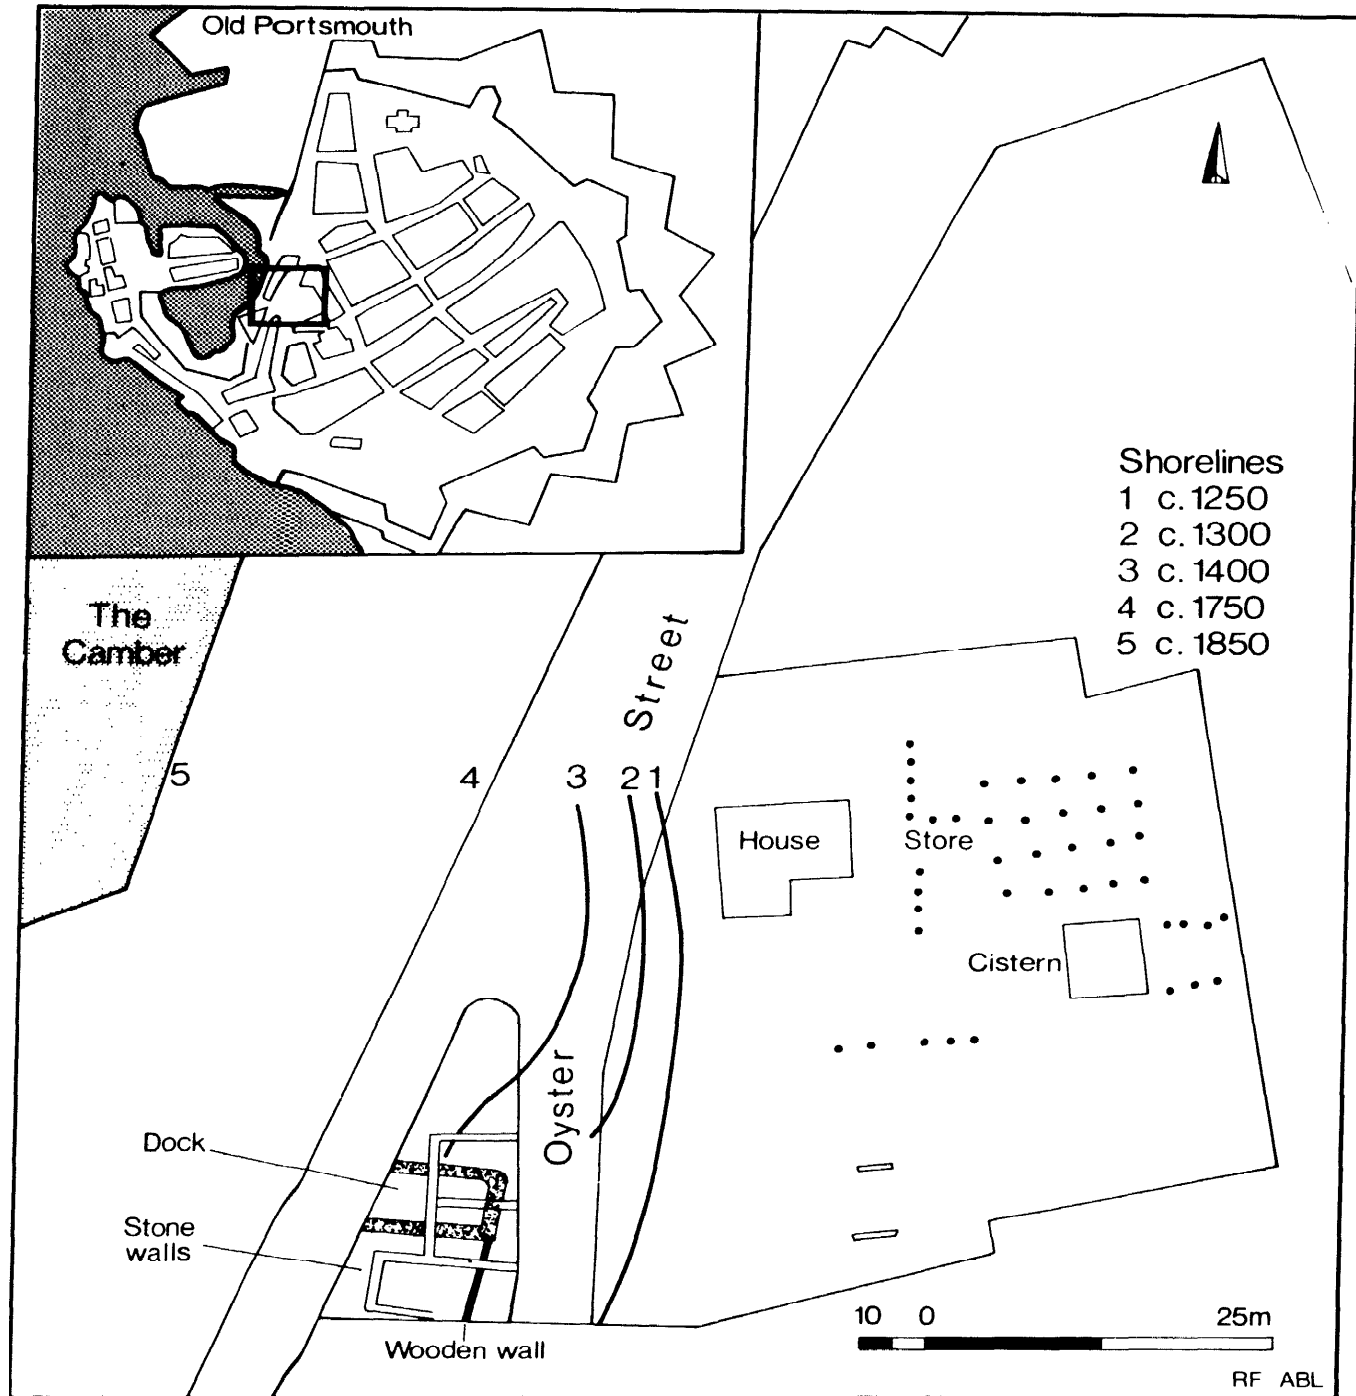 Old Portsmouth
Shorelines
1 c.1250
2 c.1300
3 c.1400
4 c.1750
5 c.1850
The
Camber
Oyster Street
5
4
3
2
1
House
Store
Cistern
Dock
Stone
walls
Wooden wall
10 0 25m
RF ABL